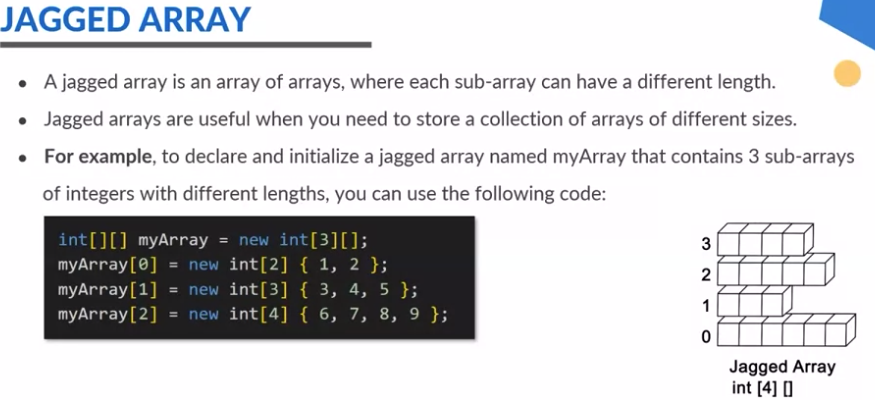 JAGGED ARRAY
• A jagged array is an array of arrays, where each sub-array can have a different length.
• Jagged arrays are useful when you need to store a collection of arrays of different sizes.
• For example, to declare and initialize a jagged array named myArray that contains 3 sub-arrays
of integers with different lengths, you can use the following code:
int[][] myArray = new int[3][];
myArray[0] = new int[2] { 1, 2 };
myArray[1] = new int[3] { 3, 4, 5 };
myArray[2] = new int[4] { 6, 7, 8, 9 };
3
2
1
0
Jagged Array
int [4] []